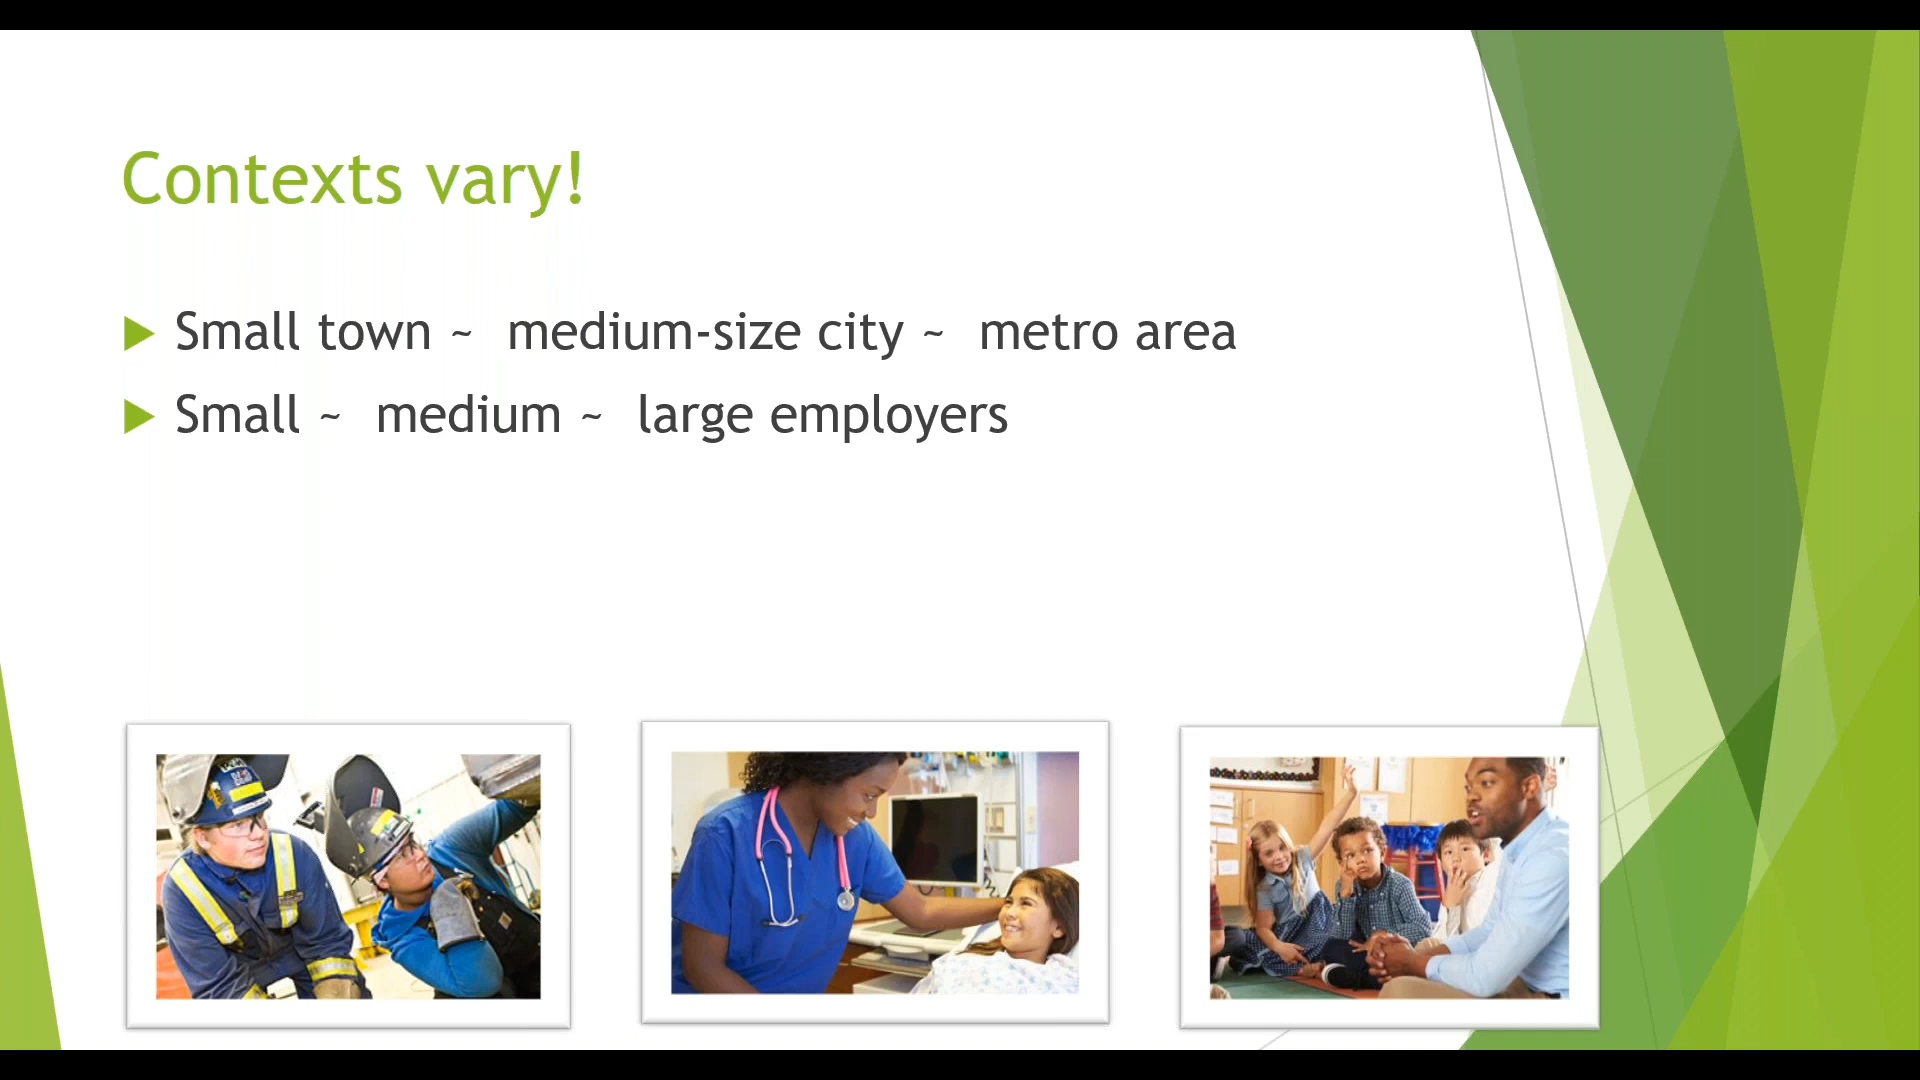 Contexts vary!
Small town ~ medium-size city ~ metro area
Small ~ medium ~ large employers